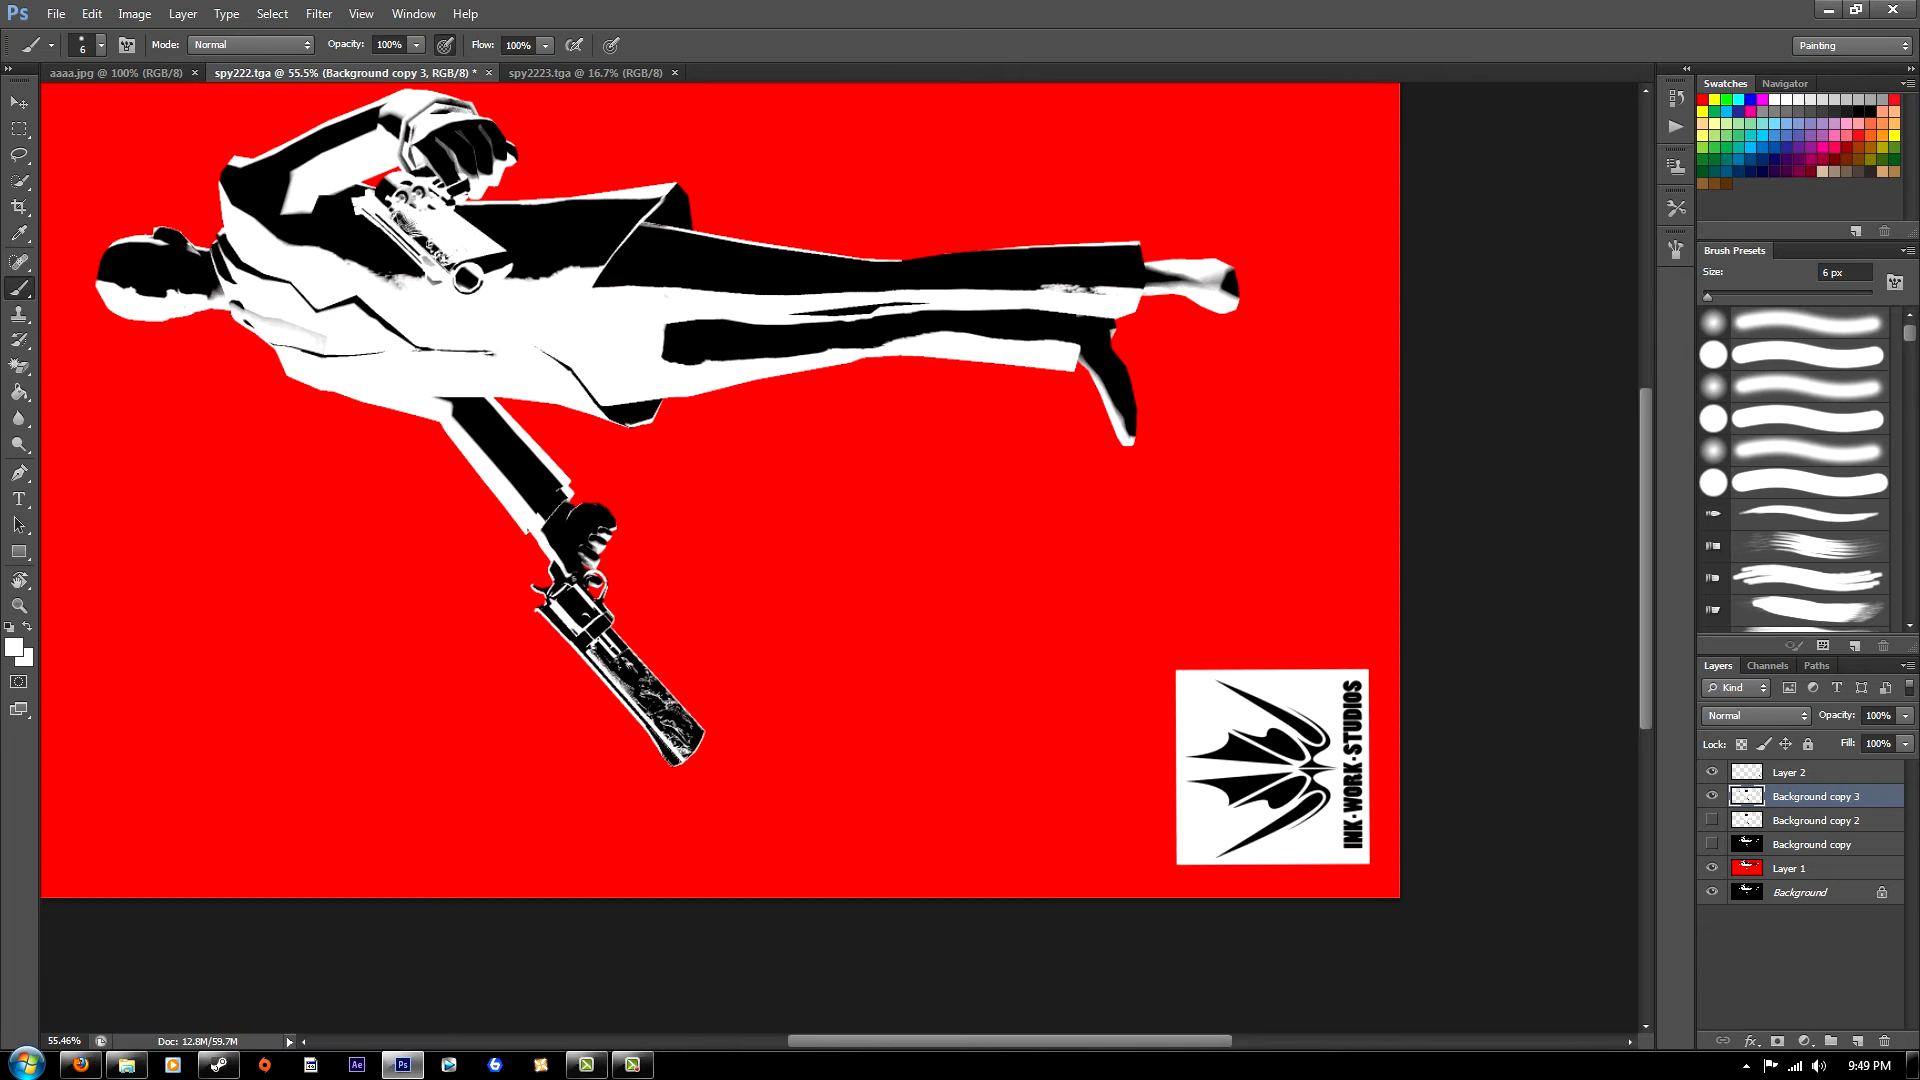 Ps File Edit Image Layer Type Select Filter View Window Help
6 Mode: Normal Opacity: 100% Flow: 100% Painting
aaaa.jpg @ 100% (RGB/8) × spy222.tga @ 55.5% (Background copy 3, RGB/8) * × spy2223.tga @ 16.7% (RGB/8) ×
Swatches Navigator
Brush Presets
Size: 6 px
Layers Channels Paths
Kind
Normal Opacity: 100%
Lock: Fill: 100%
Layer 2
Background copy 3
Background copy 2
Background copy
Layer 1
Background
INK·WORK·STUDIOS
55.46% Doc: 12.8M/59.7M
Ae Ps 9:49 PM